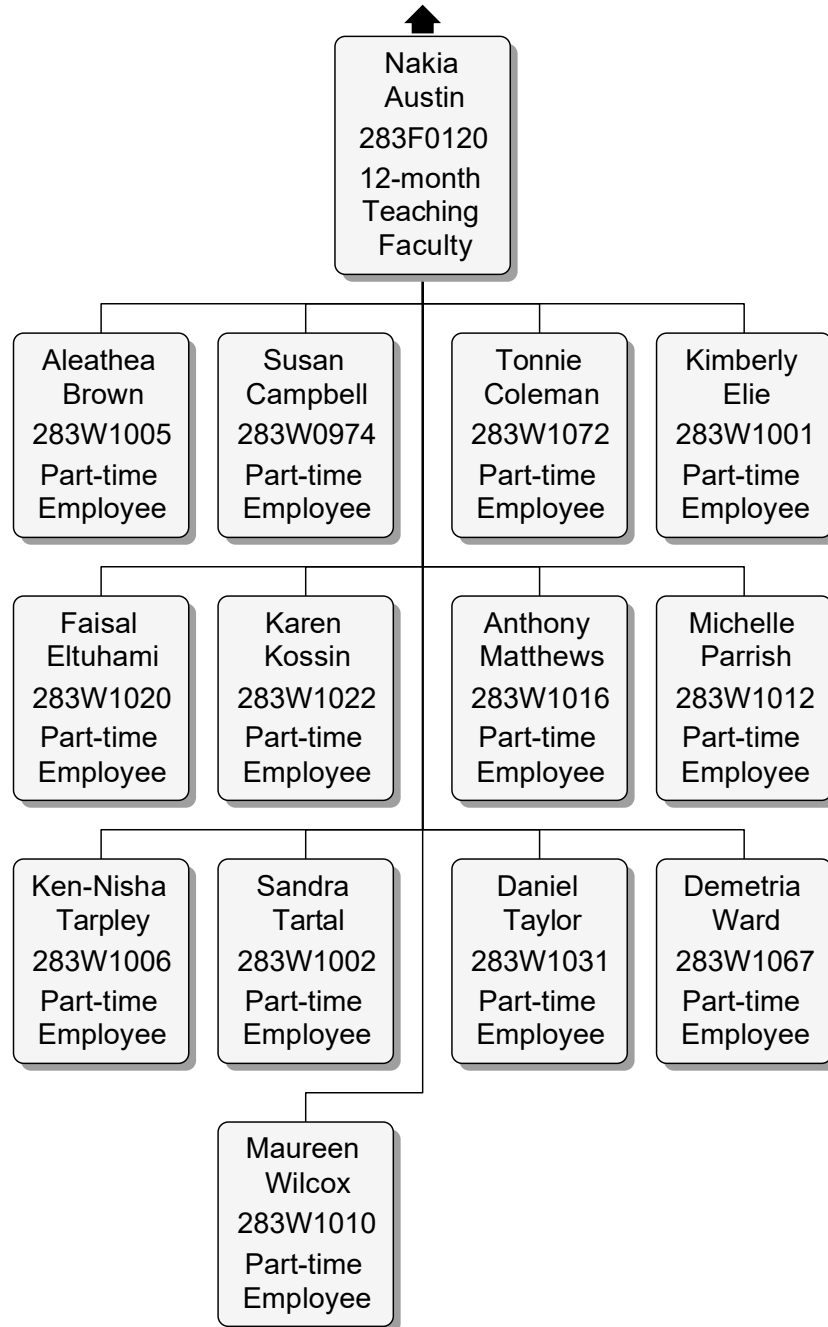 Nakia
Austin
283F0120
12-month
Teaching
Faculty
Aleathea
Brown
283W1005
Part-time
Employee
Susan
Campbell
283W0974
Part-time
Employee
Tonnie
Coleman
283W1072
Part-time
Employee
Kimberly
Elie
283W1001
Part-time
Employee
Faisal
Eltuhami
283W1020
Part-time
Employee
Karen
Kossin
283W1022
Part-time
Employee
Anthony
Matthews
283W1016
Part-time
Employee
Michelle
Parrish
283W1012
Part-time
Employee
Ken-Nisha
Tarpley
283W1006
Part-time
Employee
Sandra
Tartal
283W1002
Part-time
Employee
Daniel
Taylor
283W1031
Part-time
Employee
Demetria
Ward
283W1067
Part-time
Employee
Maureen
Wilcox
283W1010
Part-time
Employee